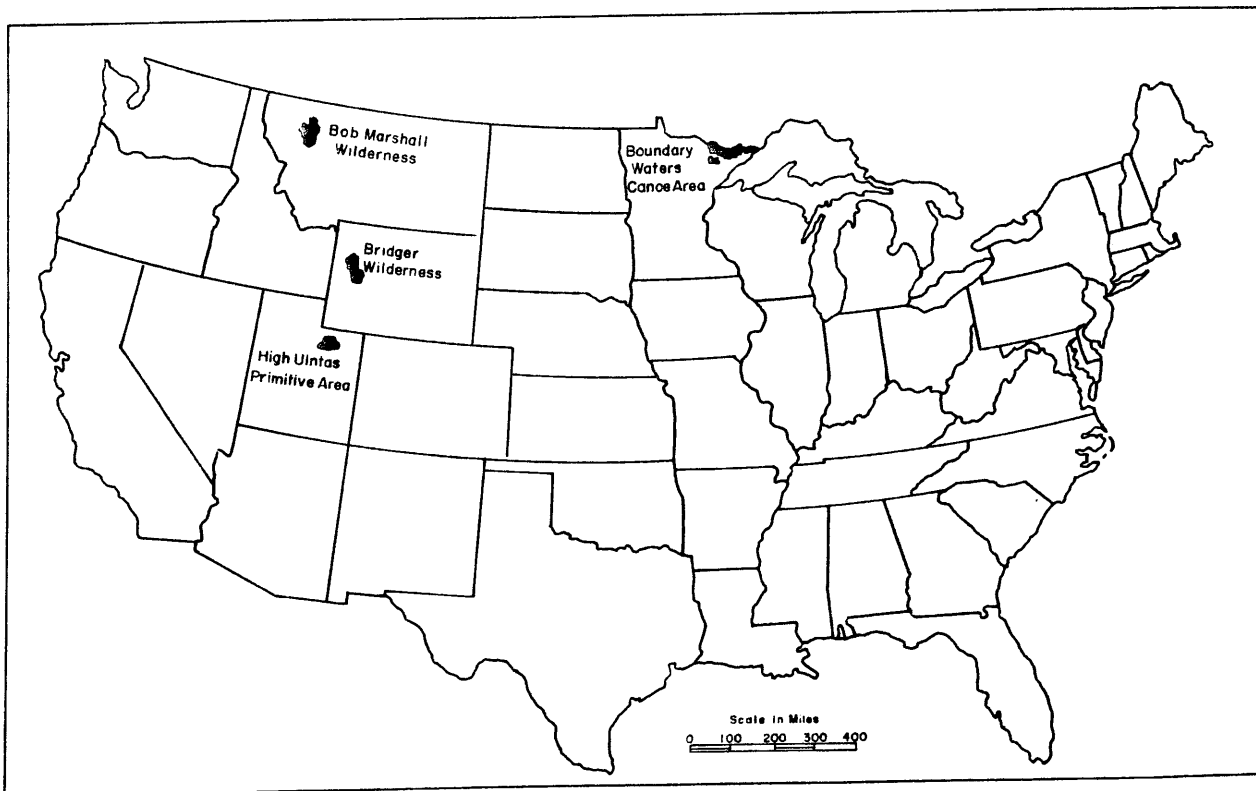 Bob Marshall
Wilderness
Boundary
Waters
Canoe Area
Bridger
Wilderness
High Uintas
Primitive Area
Scale in Miles
0 100 200 300 400